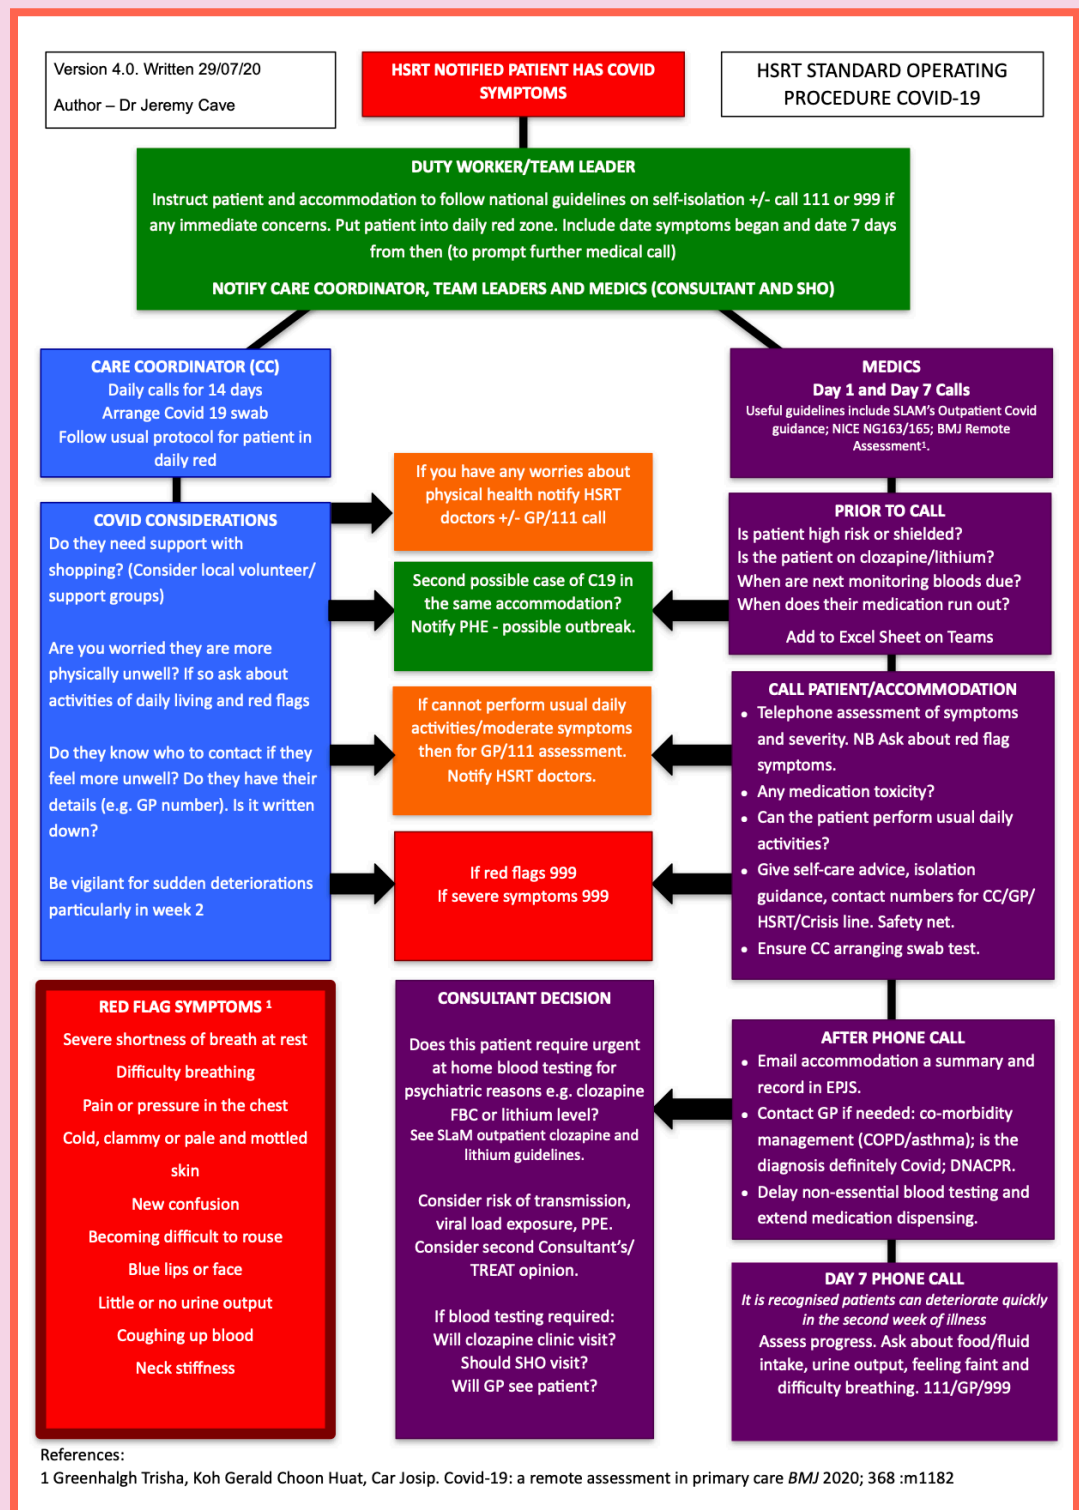 Version 4.0. Written 29/07/20
Author – Dr Jeremy Cave
HSRT NOTIFIED PATIENT HAS COVID
SYMPTOMS
HSRT STANDARD OPERATING
PROCEDURE COVID-19
DUTY WORKER/TEAM LEADER
Instruct patient and accommodation to follow national guidelines on self-isolation +/- call 111 or 999 if
any immediate concerns. Put patient into daily red zone. Include date symptoms began and date 7 days
from then (to prompt further medical call)
NOTIFY CARE COORDINATOR, TEAM LEADERS AND MEDICS (CONSULTANT AND SHO)
CARE COORDINATOR (CC)
Daily calls for 14 days
Arrange Covid 19 swab
Follow usual protocol for patient in
daily red
COVID CONSIDERATIONS
Do they need support with
shopping? (Consider local volunteer/
support groups)
Are you worried they are more
physically unwell? If so ask about
activities of daily living and red flags
Do they know who to contact if they
feel more unwell? Do they have their
details (e.g. GP number). Is it written
down?
Be vigilant for sudden deteriorations
particularly in week 2
If you have any worries about
physical health notify HSRT
doctors +/- GP/111 call
Second possible case of C19 in
the same accommodation?
Notify PHE - possible outbreak.
If cannot perform usual daily
activities/moderate symptoms
then for GP/111 assessment.
Notify HSRT doctors.
If red flags 999
If severe symptoms 999
MEDICS
Day 1 and Day 7 Calls
Useful guidelines include SLAM's Outpatient Covid
guidance; NICE NG163/165; BMJ Remote
Assessment¹.
PRIOR TO CALL
Is patient high risk or shielded?
Is the patient on clozapine/lithium?
When are next monitoring bloods due?
When does their medication run out?
Add to Excel Sheet on Teams
CALL PATIENT/ACCOMMODATION
• Telephone assessment of symptoms
and severity. NB Ask about red flag
symptoms.
• Any medication toxicity?
• Can the patient perform usual daily
activities?
• Give self-care advice, isolation
guidance, contact numbers for CC/GP/
HSRT/Crisis line. Safety net.
• Ensure CC arranging swab test.
RED FLAG SYMPTOMS ¹
Severe shortness of breath at rest
Difficulty breathing
Pain or pressure in the chest
Cold, clammy or pale and mottled
skin
New confusion
Becoming difficult to rouse
Blue lips or face
Little or no urine output
Coughing up blood
Neck stiffness
CONSULTANT DECISION
Does this patient require urgent
at home blood testing for
psychiatric reasons e.g. clozapine
FBC or lithium level?
See SLaM outpatient clozapine and
lithium guidelines.
Consider risk of transmission,
viral load exposure, PPE.
Consider second Consultant's/
TREAT opinion.
If blood testing required:
Will clozapine clinic visit?
Should SHO visit?
Will GP see patient?
AFTER PHONE CALL
• Email accommodation a summary and
record in EPJS.
• Contact GP if needed: co-morbidity
management (COPD/asthma); is the
diagnosis definitely Covid; DNACPR.
• Delay non-essential blood testing and
extend medication dispensing.
DAY 7 PHONE CALL
It is recognised patients can deteriorate quickly
in the second week of illness
Assess progress. Ask about food/fluid
intake, urine output, feeling faint and
difficulty breathing. 111/GP/999
References:
1 Greenhalgh Trisha, Koh Gerald Choon Huat, Car Josip. Covid-19: a remote assessment in primary care BMJ 2020; 368 :m1182